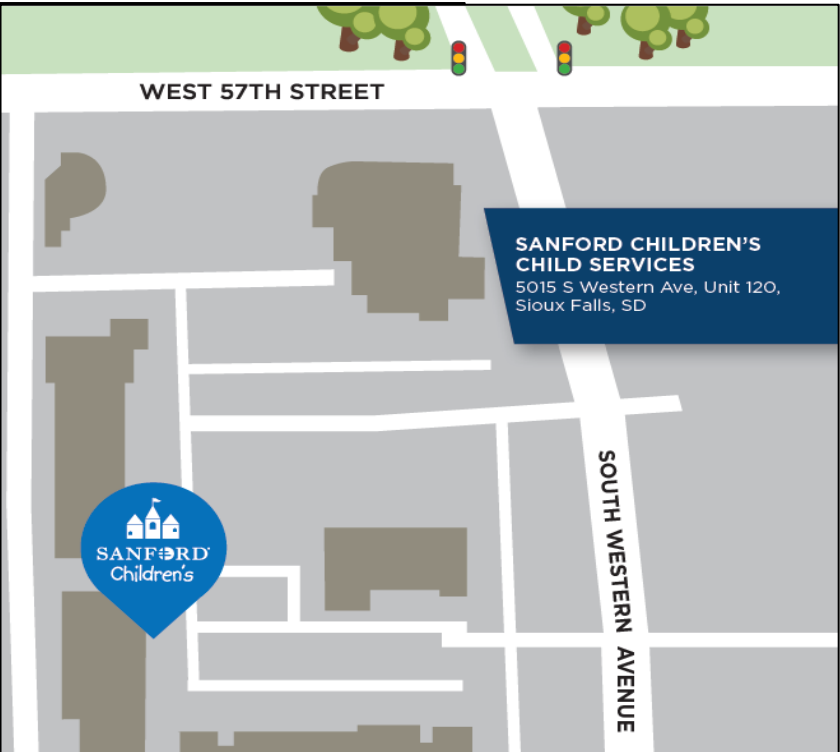 WEST 57TH STREET
SANFORD CHILDREN'S
CHILD SERVICES
5015 S Western Ave, Unit 120,
Sioux Falls, SD
SOUTH WESTERN AVENUE
SANFORD
Children's